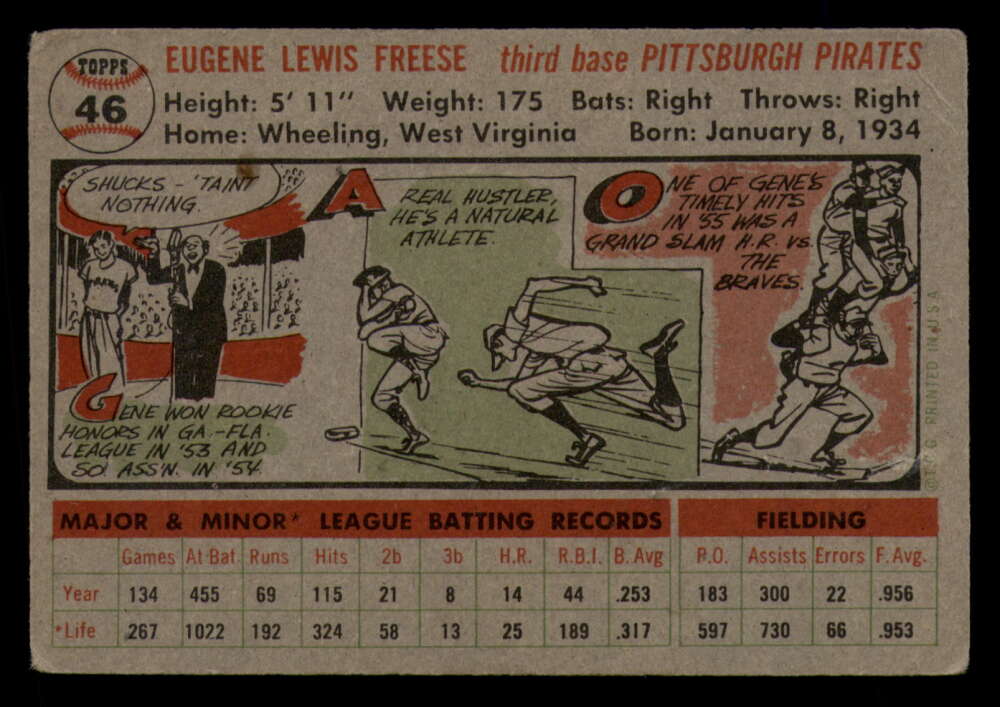 TOPPS
46
EUGENE LEWIS FREESE third base PITTSBURGH PIRATES
Height: 5' 11" Weight: 175 Bats: Right Throws: Right
Home: Wheeling, West Virginia Born: January 8, 1934
SHUCKS - 'TAINT
NOTHING.
PIRATES
GENE WON ROOKIE
HONORS IN GA.-FLA.
LEAGUE IN '53 AND
SO. ASS'N. IN '54.
A REAL HUSTLER,
HE'S A NATURAL
ATHLETE.
ONE OF GENE'S
TIMELY HITS
IN '55 WAS A
GRAND SLAM H.R. VS.
THE
BRAVES.
© T.C.G. PRINTED IN U.S.A.
MAJOR & MINOR* LEAGUE BATTING RECORDS FIELDING
Games At Bat Runs Hits 2b 3b H.R. R.B.I. B. Avg P.O. Assists Errors F. Avg.
Year 134 455 69 115 21 8 14 44 .253 183 300 22 .956
*Life 267 1022 192 324 58 13 25 189 .317 597 730 66 .953